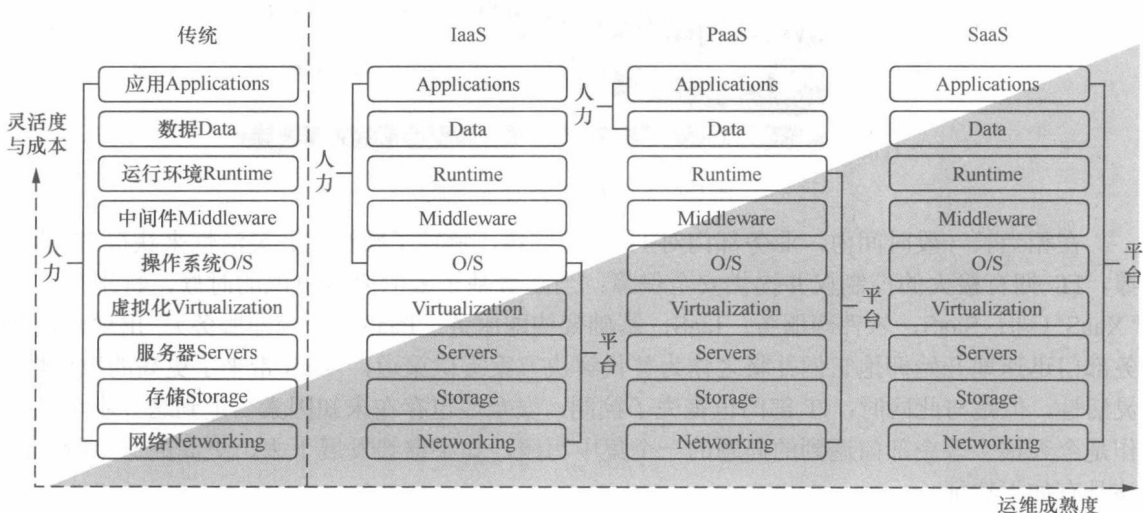 传统
IaaS
PaaS
SaaS
灵活度
与成本
人力
应用Applications
数据Data
运行环境Runtime
中间件Middleware
操作系统O/S
虚拟化Virtualization
服务器Servers
存储Storage
网络Networking
人力
Applications
Data
Runtime
Middleware
O/S
Virtualization
Servers
Storage
Networking
平台
人力
Applications
Data
Runtime
Middleware
O/S
Virtualization
Servers
Storage
Networking
平台
Applications
Data
Runtime
Middleware
O/S
Virtualization
Servers
Storage
Networking
平台
运维成熟度